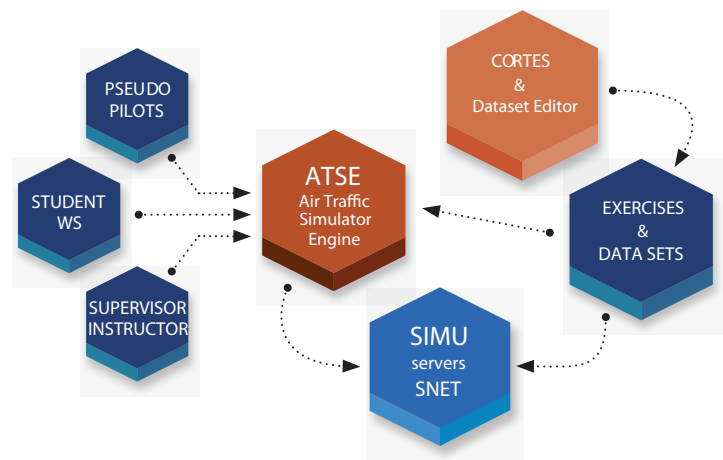 PSEUDO
PILOTS
STUDENT
WS
SUPERVISOR
INSTRUCTOR
ATSE
Air Traffic
Simulator
Engine
CORTES
&
Dataset Editor
EXERCISES
&
DATA SETS
SIMU
servers
SNET